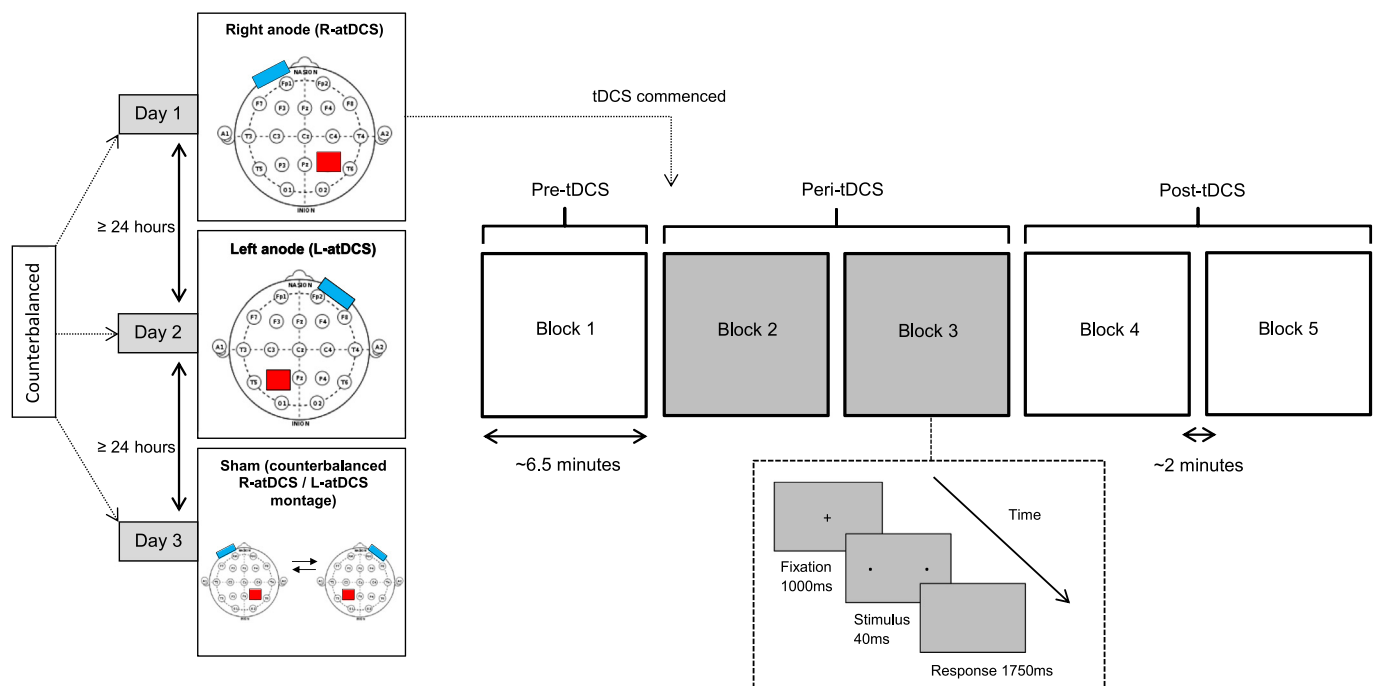 Counterbalanced
Day 1
≥ 24 hours
Day 2
≥ 24 hours
Day 3
Right anode (R-atDCS)
NASION
Fp1 Fp2
F7 F3 Fz F4 F8
A1 T3 C3 Cz C4 T4 A2
T5 P3 Pz T6
O1 O2
INION
Left anode (L-atDCS)
NASION
Fp1 Fp2
F7 F3 Fz F4 F8
A1 T3 C3 Cz C4 T4 A2
T5 Pz P4 T6
O1 O2
INION
Sham (counterbalanced
R-atDCS / L-atDCS
montage)
tDCS commenced
Pre-tDCS
Peri-tDCS
Post-tDCS
Block 1
Block 2
Block 3
Block 4
Block 5
~6.5 minutes
~2 minutes
Time
Fixation
1000ms
Stimulus
40ms
Response 1750ms